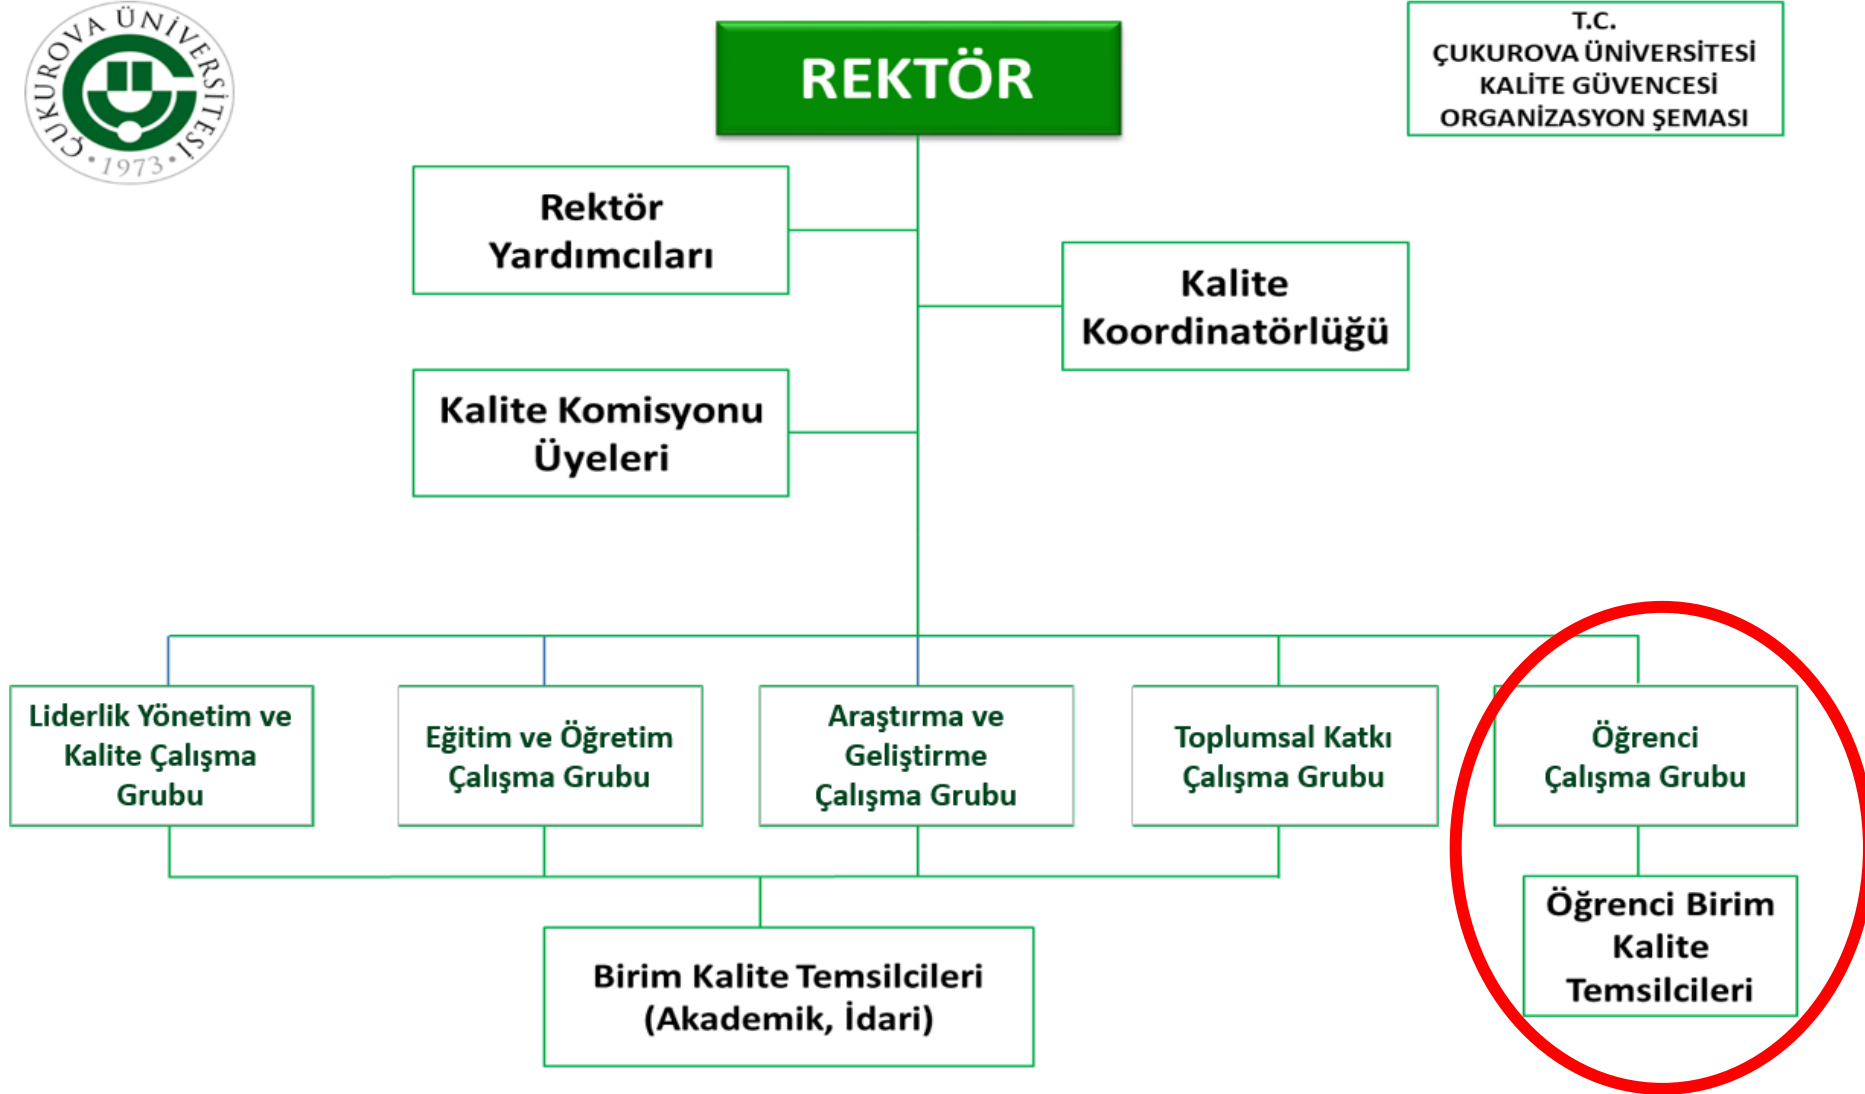 ÇUKUROVA ÜNİVERSİTESİ
• 1973 •
REKTÖR
T.C.
ÇUKUROVA ÜNİVERSİTESİ
KALİTE GÜVENCESİ
ORGANİZASYON ŞEMASI
Rektör
Yardımcıları
Kalite
Koordinatörlüğü
Kalite Komisyonu
Üyeleri
Liderlik Yönetim ve
Kalite Çalışma
Grubu
Eğitim ve Öğretim
Çalışma Grubu
Araştırma ve
Geliştirme
Çalışma Grubu
Toplumsal Katkı
Çalışma Grubu
Öğrenci
Çalışma Grubu
Birim Kalite Temsilcileri
(Akademik, İdari)
Öğrenci Birim
Kalite
Temsilcileri